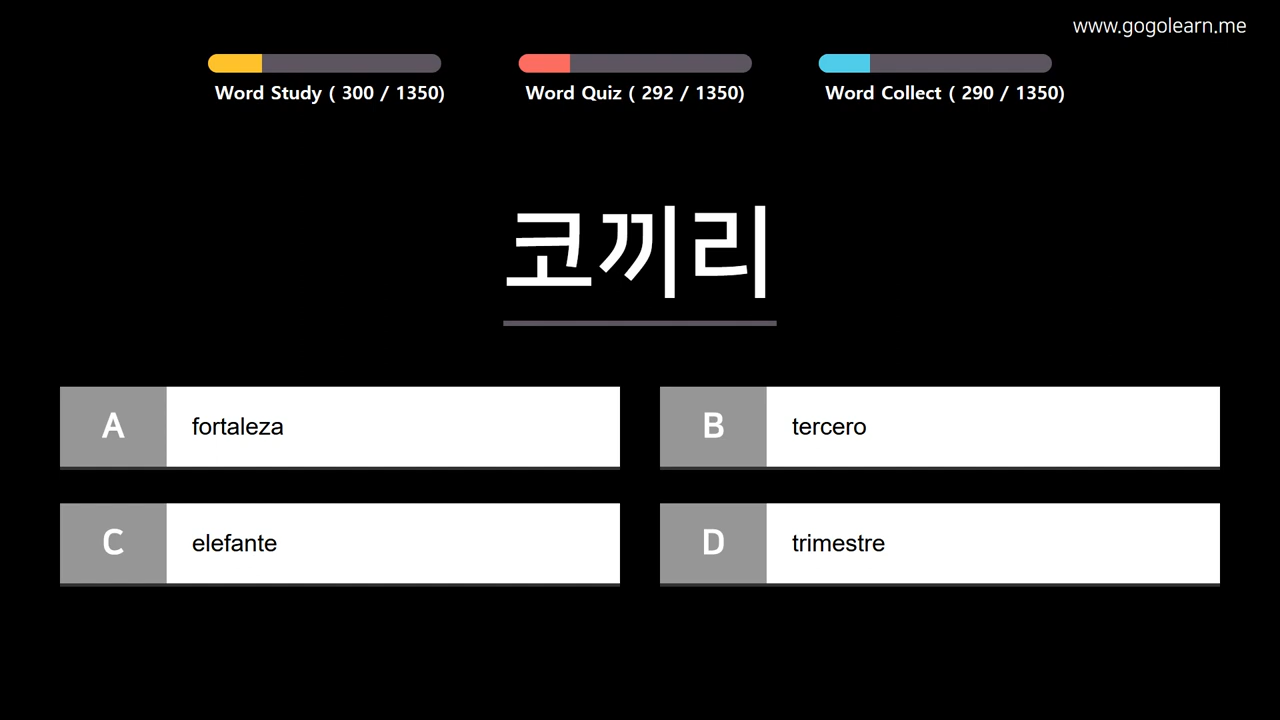 www.gogolearn.me
Word Study ( 300 / 1350)
Word Quiz ( 292 / 1350)
Word Collect ( 290 / 1350)
코끼리
A fortaleza
B tercero
C elefante
D trimestre